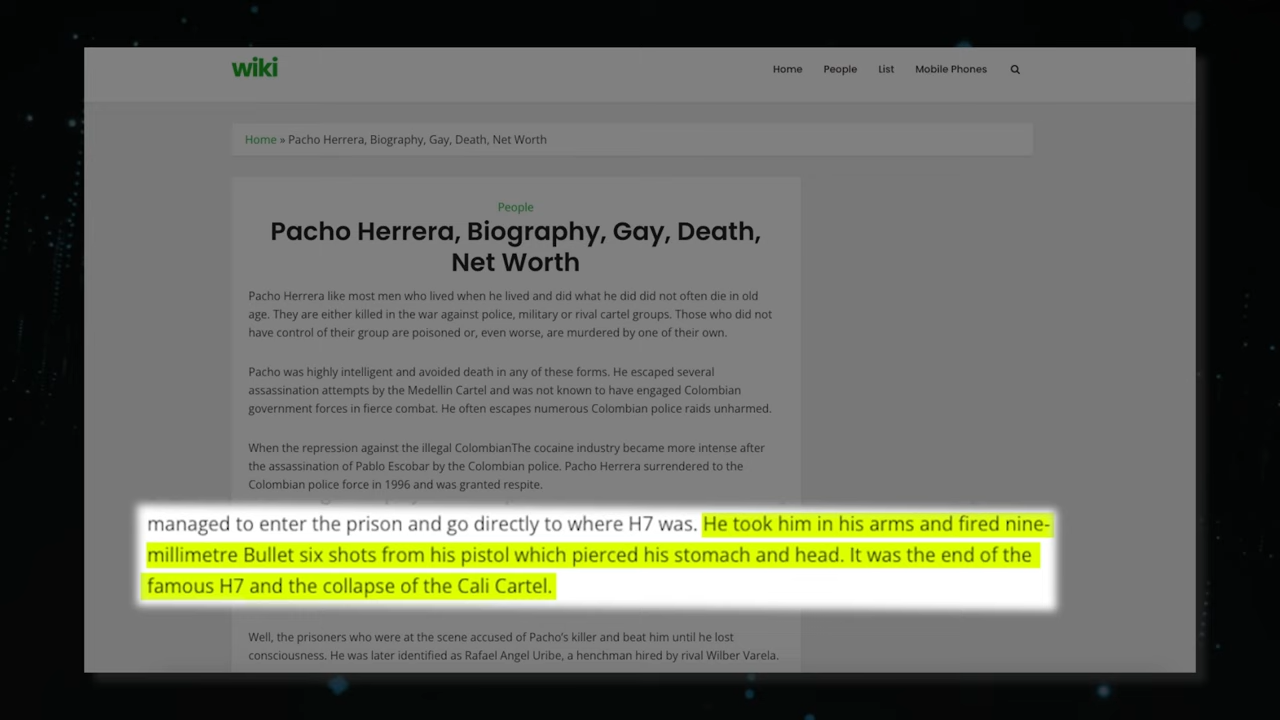 wiki
Home People List Mobile Phones
Home » Pacho Herrera, Biography, Gay, Death, Net Worth
People
Pacho Herrera, Biography, Gay, Death,
Net Worth
Pacho Herrera like most men who lived when he lived and did what he did did not often die in old
age. They are either killed in the war against police, military or rival cartel groups. Those who did not
have control of their group are poisoned or, even worse, are murdered by one of their own.
Pacho was highly intelligent and avoided death in any of these forms. He escaped several
assassination attempts by the Medellin Cartel and was not known to have engaged Colombian
government forces in fierce combat. He often escapes numerous Colombian police raids unharmed.
When the repression against the illegal ColombianThe cocaine industry became more intense after
the assassination of Pablo Escobar by the Colombian police. Pacho Herrera surrendered to the
Colombian police force in 1996 and was granted respite.
managed to enter the prison and go directly to where H7 was. He took him in his arms and fired nine-
millimetre Bullet six shots from his pistol which pierced his stomach and head. It was the end of the
famous H7 and the collapse of the Cali Cartel.
Well, the prisoners who were at the scene accused of Pacho's killer and beat him until he lost
consciousness. He was later identified as Rafael Angel Uribe, a henchman hired by rival Wilber Varela.